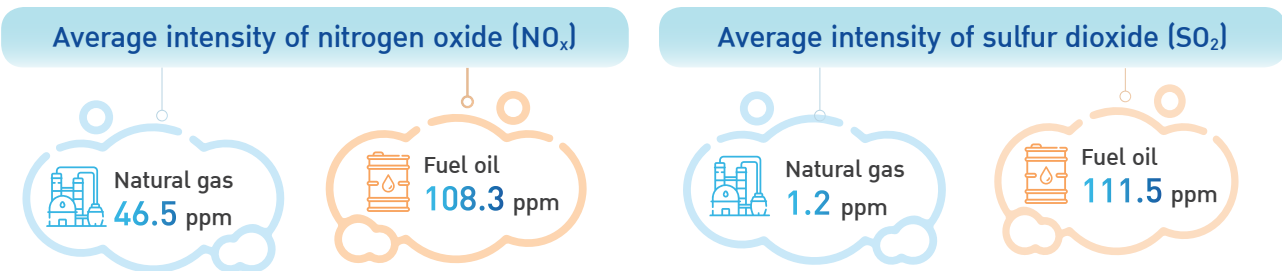 Average intensity of nitrogen oxide (NOₓ)
Natural gas
46.5 ppm
Fuel oil
108.3 ppm
Average intensity of sulfur dioxide (SO₂)
Natural gas
1.2 ppm
Fuel oil
111.5 ppm